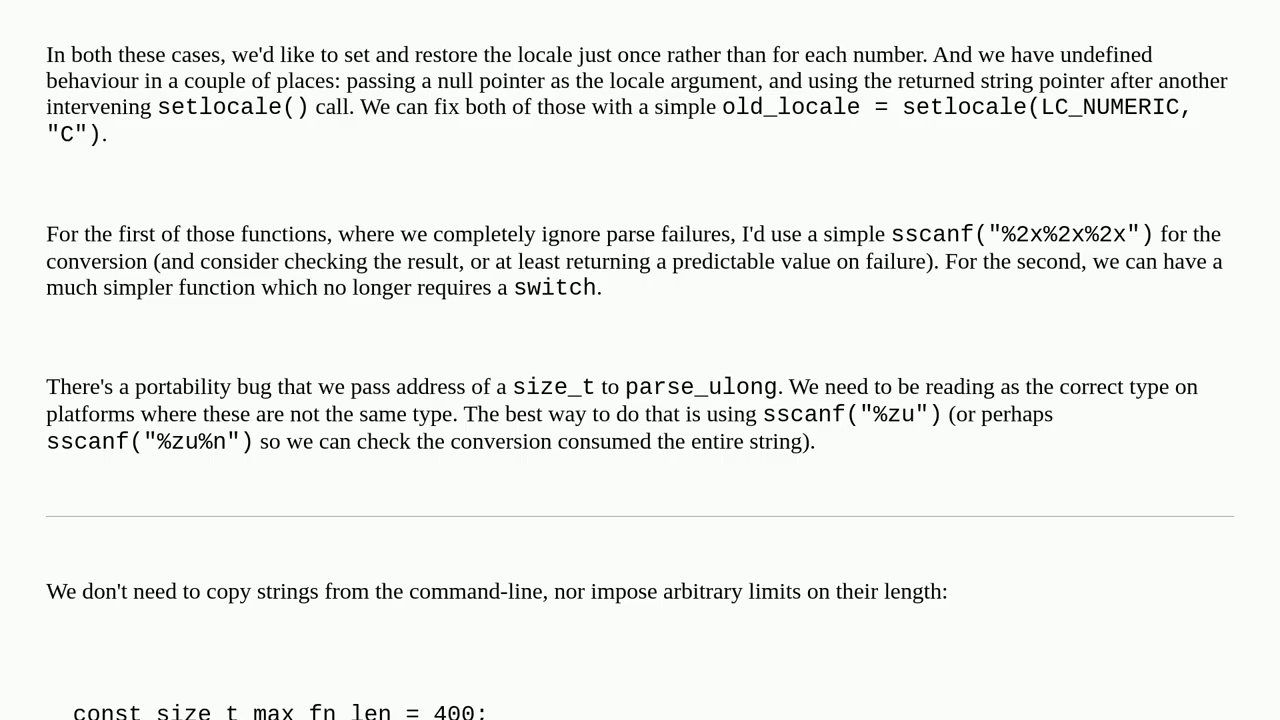 In both these cases, we'd like to set and restore the locale just once rather than for each number. And we have undefined
behaviour in a couple of places: passing a null pointer as the locale argument, and using the returned string pointer after another
intervening setlocale() call. We can fix both of those with a simple old_locale = setlocale(LC_NUMERIC,
"C").
For the first of those functions, where we completely ignore parse failures, I'd use a simple sscanf("%2x%2x%2x") for the
conversion (and consider checking the result, or at least returning a predictable value on failure). For the second, we can have a
much simpler function which no longer requires a switch.
There's a portability bug that we pass address of a size_t to parse_ulong. We need to be reading as the correct type on
platforms where these are not the same type. The best way to do that is using sscanf("%zu") (or perhaps
sscanf("%zu%n") so we can check the conversion consumed the entire string).
We don't need to copy strings from the command-line, nor impose arbitrary limits on their length:
const size_t max_fn_len = 400;